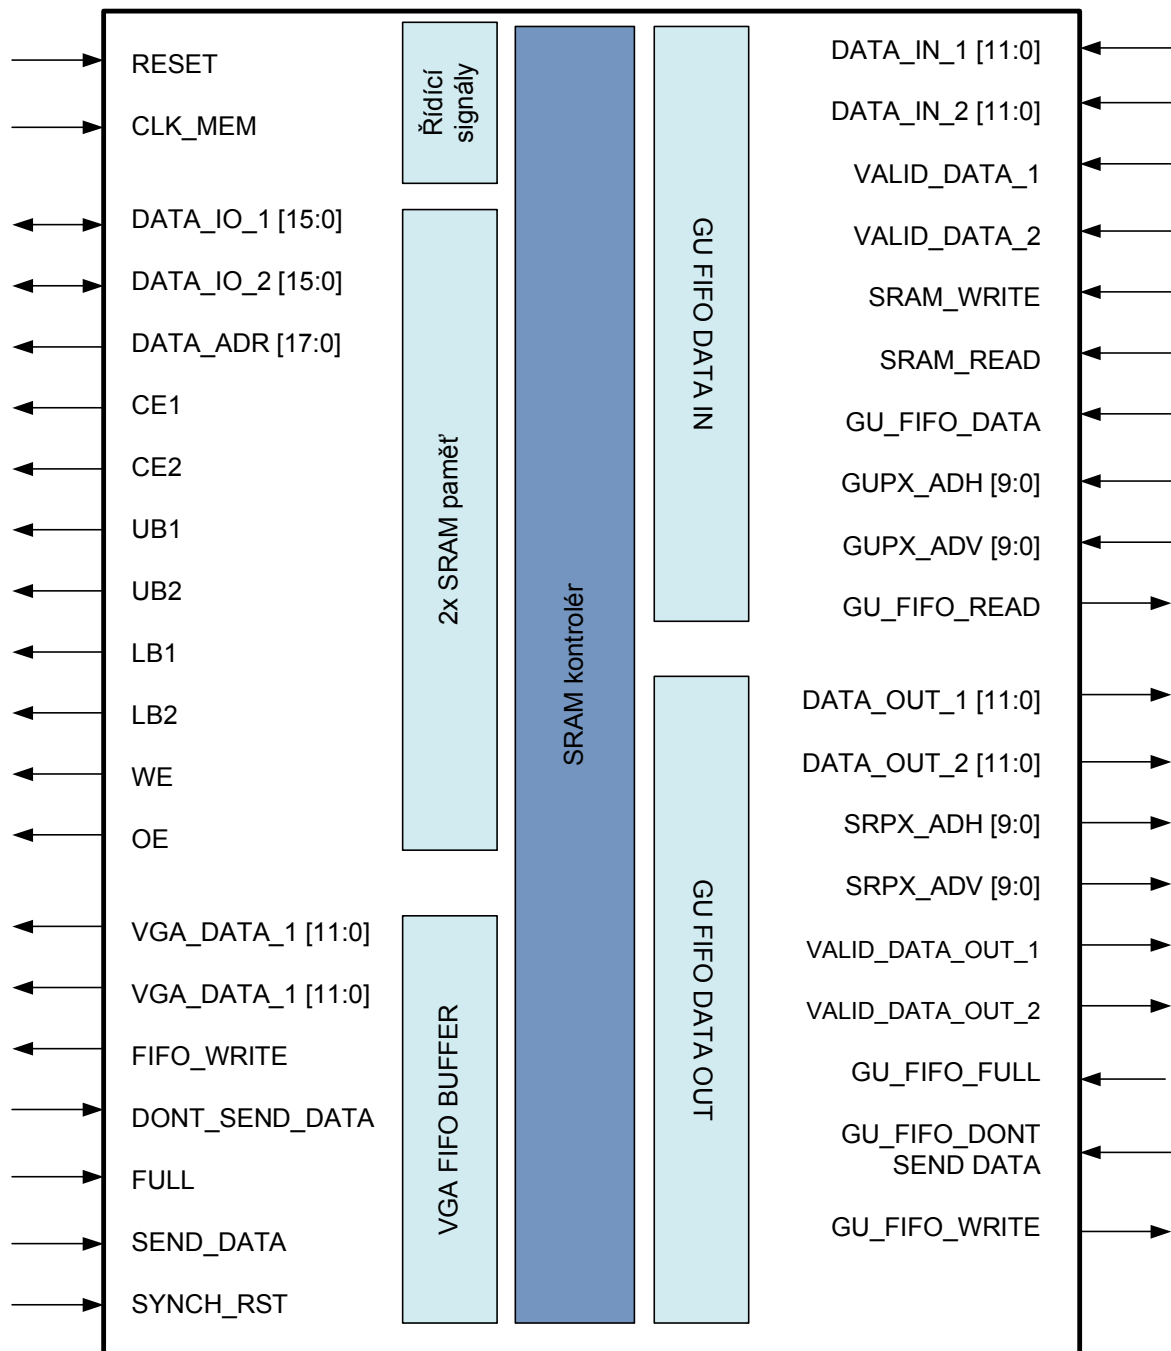 RESET
CLK_MEM
DATA_IO_1 [15:0]
DATA_IO_2 [15:0]
DATA_ADR [17:0]
CE1
CE2
UB1
UB2
LB1
LB2
WE
OE
VGA_DATA_1 [11:0]
VGA_DATA_1 [11:0]
FIFO_WRITE
DONT_SEND_DATA
FULL
SEND_DATA
SYNCH_RST
Řídící
signály
2x SRAM paměť
VGA FIFO BUFFER
SRAM kontrolér
GU FIFO DATA IN
GU FIFO DATA OUT
DATA_IN_1 [11:0]
DATA_IN_2 [11:0]
VALID_DATA_1
VALID_DATA_2
SRAM_WRITE
SRAM_READ
GU_FIFO_DATA
GUPX_ADH [9:0]
GUPX_ADV [9:0]
GU_FIFO_READ
DATA_OUT_1 [11:0]
DATA_OUT_2 [11:0]
SRPX_ADH [9:0]
SRPX_ADV [9:0]
VALID_DATA_OUT_1
VALID_DATA_OUT_2
GU_FIFO_FULL
GU_FIFO_DONT
SEND DATA
GU_FIFO_WRITE